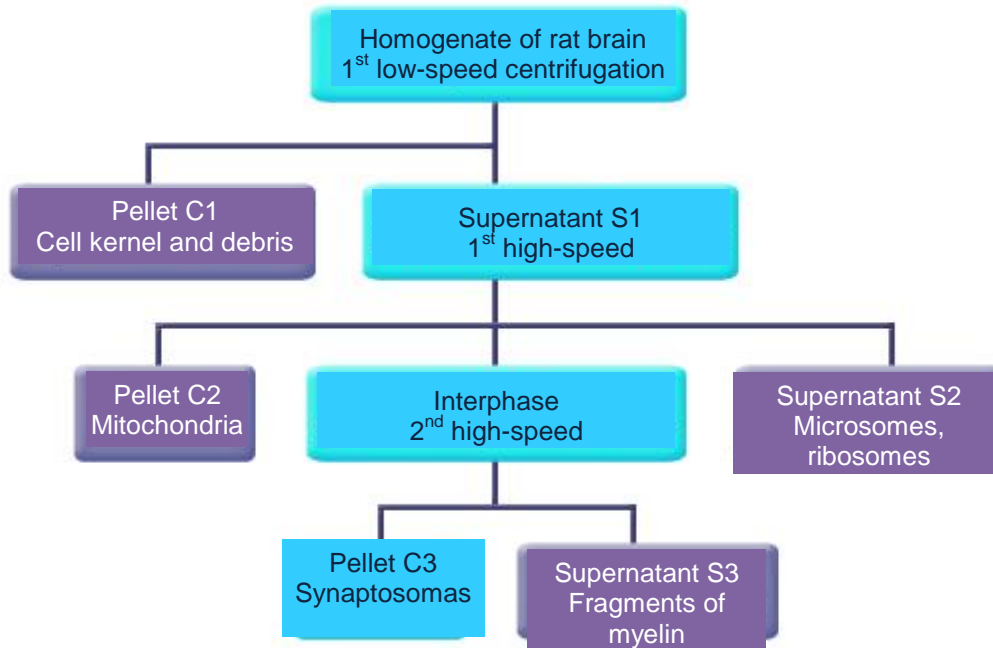 Homogenate of rat brain
1st low-speed centrifugation
Pellet C1
Cell kernel and debris
Supernatant S1
1st high-speed
Pellet C2
Mitochondria
Interphase
2nd high-speed
Supernatant S2
Microsomes,
ribosomes
Pellet C3
Synaptosomas
Supernatant S3
Fragments of
myelin